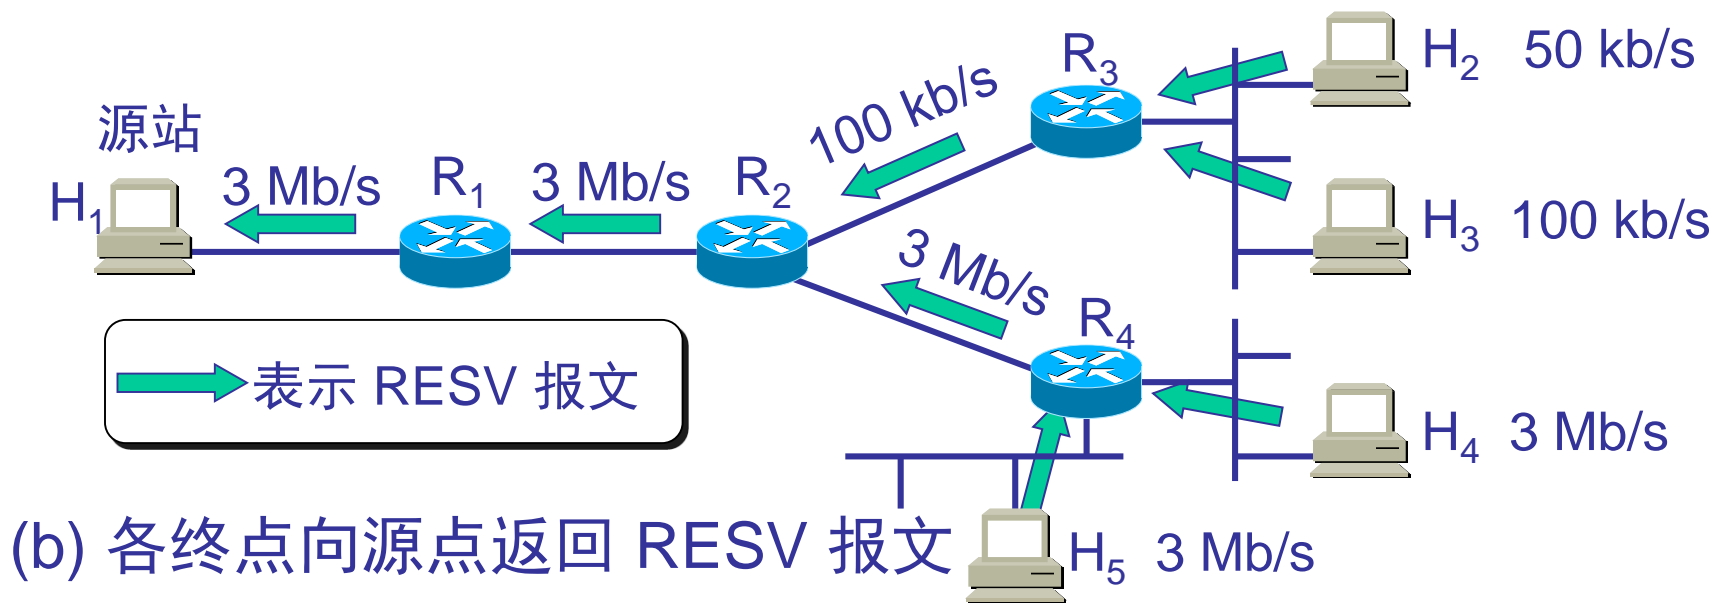 H2 50 kb/s
R3
100 kb/s
源站
H1
3 Mb/s
R1
3 Mb/s
R2
H3 100 kb/s
3 Mb/s
R4
表示 RESV 报文
H4 3 Mb/s
(b) 各终点向源点返回 RESV 报文
H5 3 Mb/s